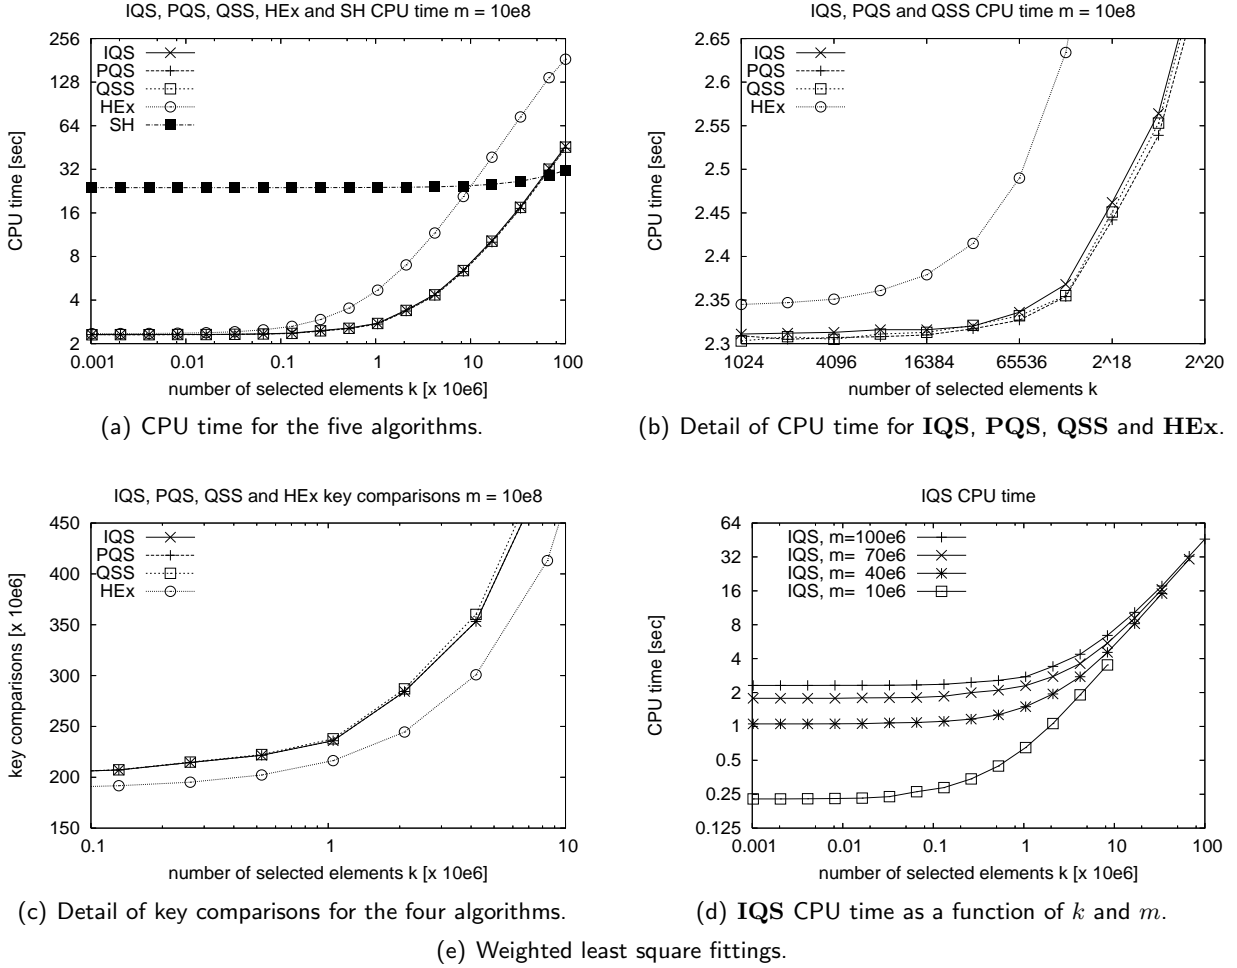 IQS, PQS, QSS, HEx and SH CPU time m = 10e8
CPU time [sec]
256
128
64
32
16
8
4
2
IQS
PQS
QSS
HEx
SH
0.001
0.01
0.1
1
10
100
number of selected elements k [x 10e6]
(a) CPU time for the five algorithms.
IQS, PQS and QSS CPU time m = 10e8
CPU time [sec]
2.65
2.6
2.55
2.5
2.45
2.4
2.35
2.3
IQS
PQS
QSS
HEx
1024
4096
16384
65536
2^18
2^20
number of selected elements k
(b) Detail of CPU time for IQS, PQS, QSS and HEx.
IQS, PQS, QSS and HEx key comparisons m = 10e8
key comparisons [x 10e6]
450
400
350
300
250
200
150
IQS
PQS
QSS
HEx
0.1
1
10
number of selected elements k [x 10e6]
(c) Detail of key comparisons for the four algorithms.
IQS CPU time
CPU time [sec]
64
32
16
8
4
2
1
0.5
0.25
0.125
IQS, m=100e6
IQS, m= 70e6
IQS, m= 40e6
IQS, m= 10e6
0.001
0.01
0.1
1
10
100
number of selected elements k [x 10e6]
(d) IQS CPU time as a function of k and m.
(e) Weighted least square fittings.